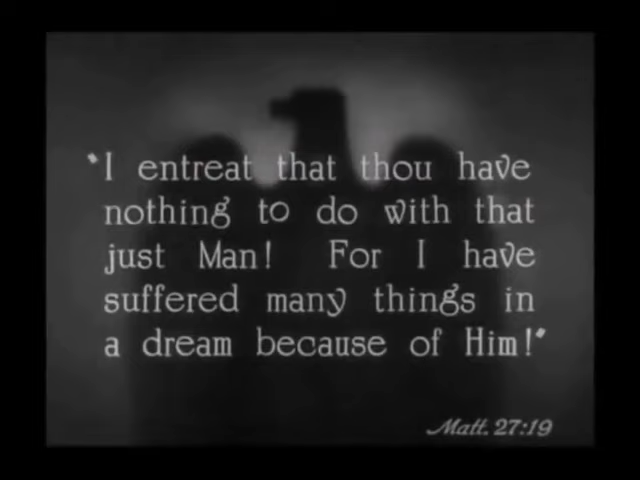 "I entreat that thou have
nothing to do with that
just Man! For I have
suffered many things in
a dream because of Him!"
Matt. 27:19